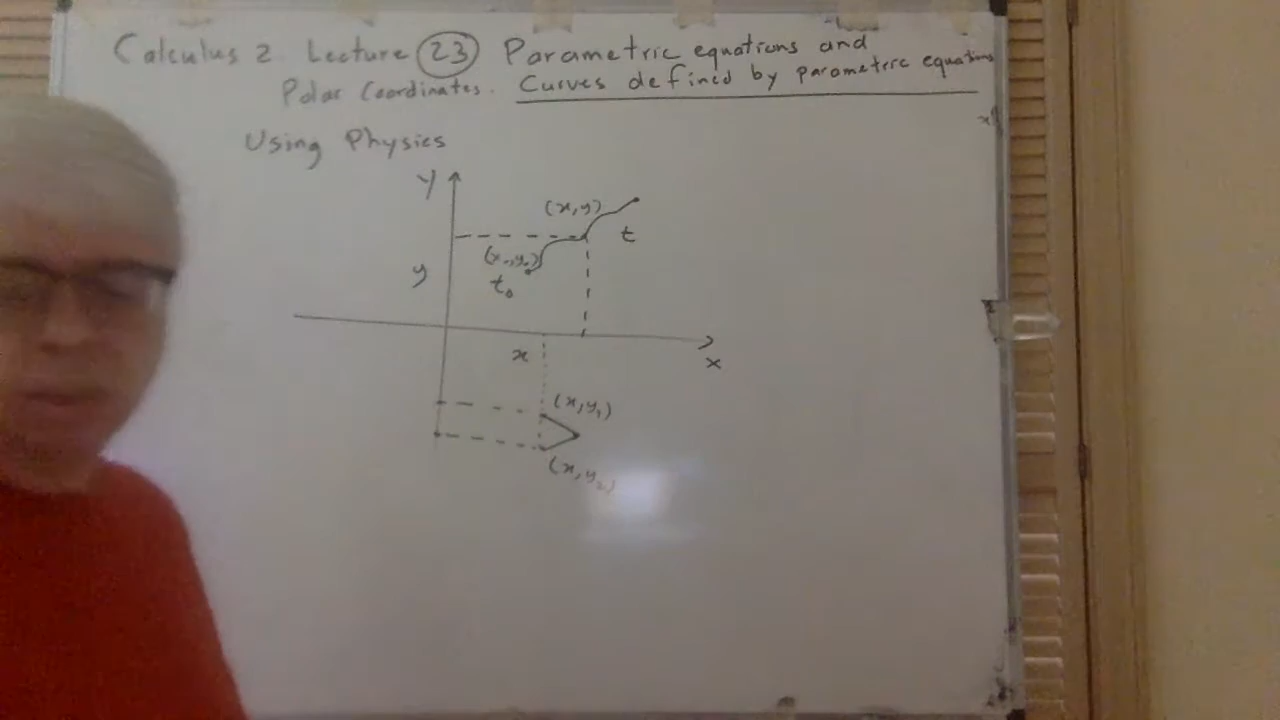 Calculus 2 Lecture 23 Parametric equations and
Polar Coordinates. Curves defined by parametric equations
Using Physics
y
(x,y)
t
(x₀,y₀)
y
t₀
x
x
(x,y₁)
(x,y₂)